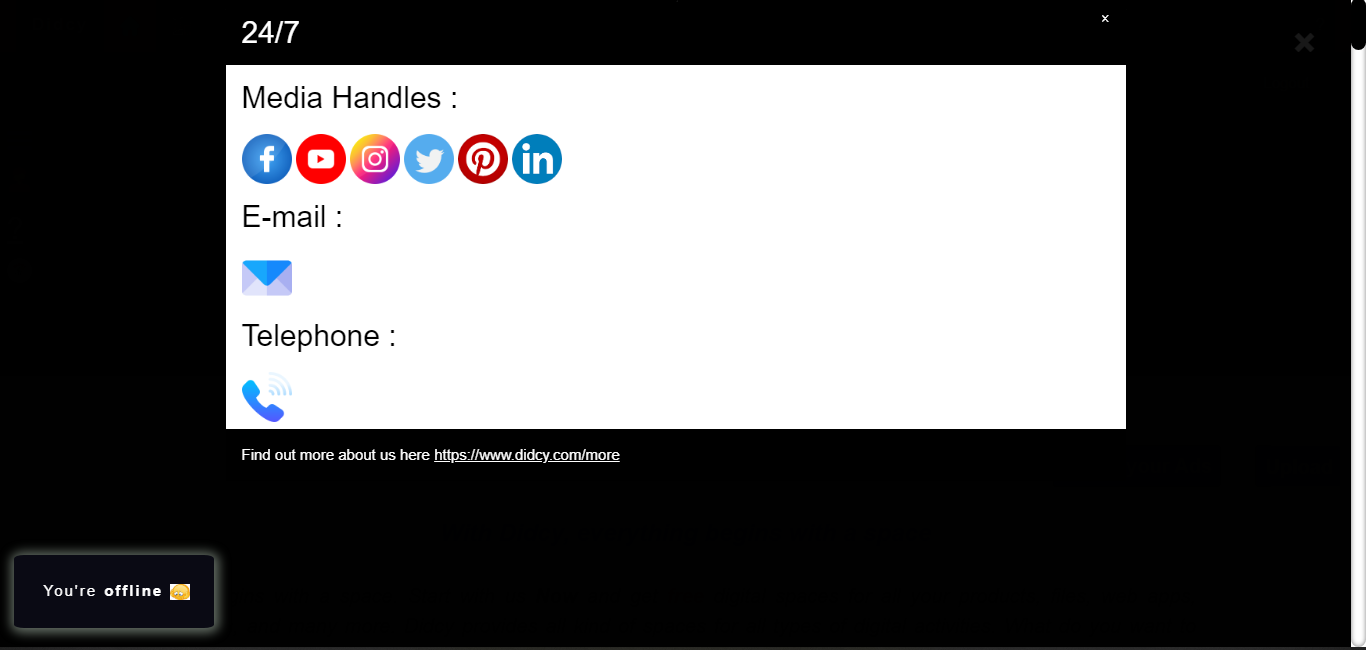 24/7
x
Media Handles :
E-mail :
Telephone :
Find out more about us here https://www.didcy.com/more
You're offline